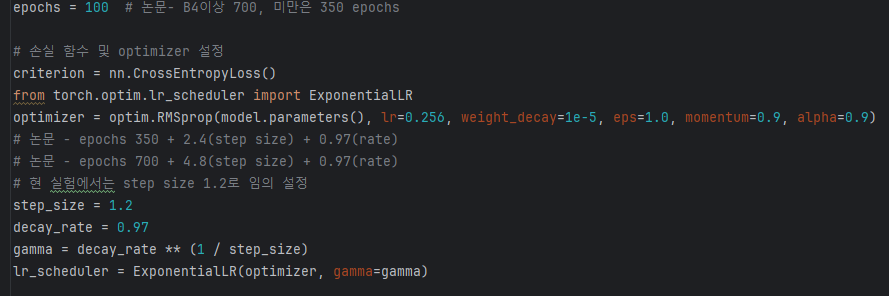 epochs = 100  # 논문- B4이상 700, 미만은 350 epochs
# 손실 함수 및 optimizer 설정
criterion = nn.CrossEntropyLoss()
from torch.optim.lr_scheduler import ExponentialLR
optimizer = optim.RMSprop(model.parameters(), lr=0.256, weight_decay=1e-5, eps=1.0, momentum=0.9, alpha=0.9)
# 논문 - epochs 350 + 2.4(step size) + 0.97(rate)
# 논문 - epochs 700 + 4.8(step size) + 0.97(rate)
# 현 실험에서는 step size 1.2로 임의 설정
step_size = 1.2
decay_rate = 0.97
gamma = decay_rate ** (1 / step_size)
lr_scheduler = ExponentialLR(optimizer, gamma=gamma)